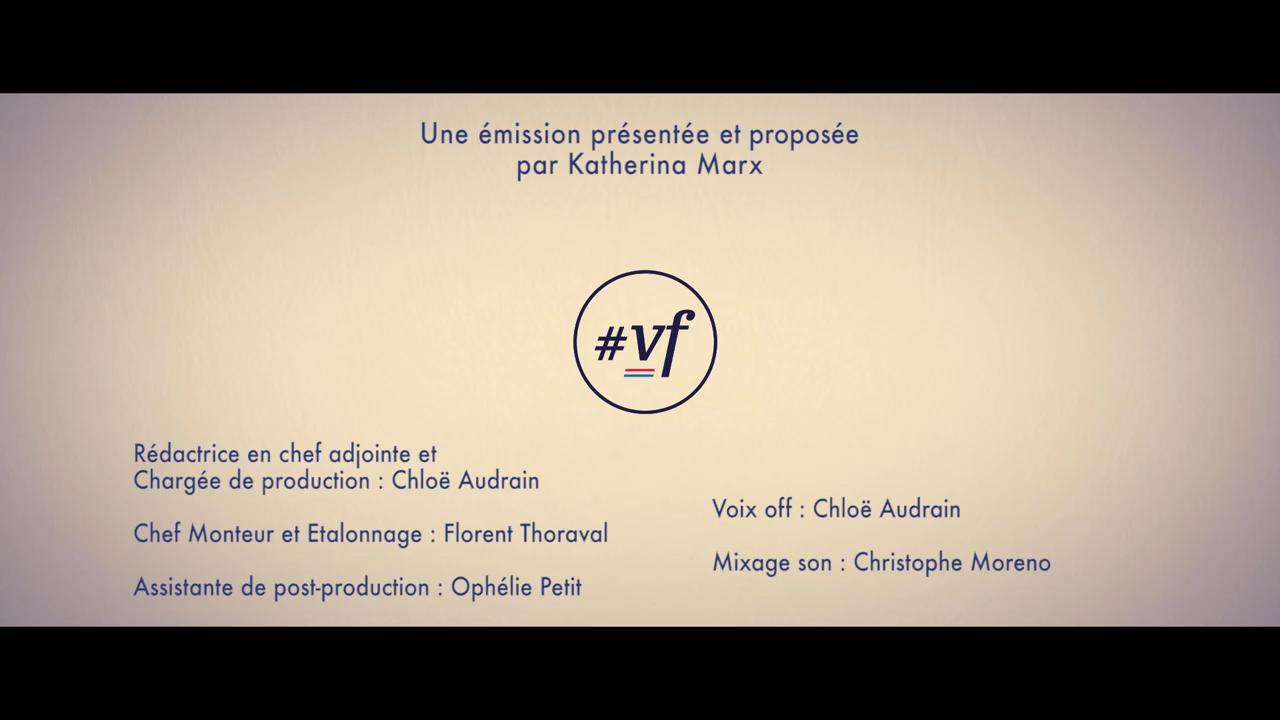 Une émission présentée et proposée
par Katherina Marx
#vf
Rédactrice en chef adjointe et
Chargée de production : Chloë Audrain
Chef Monteur et Etalonnage : Florent Thoraval
Assistante de post-production : Ophélie Petit
Voix off : Chloë Audrain
Mixage son : Christophe Moreno